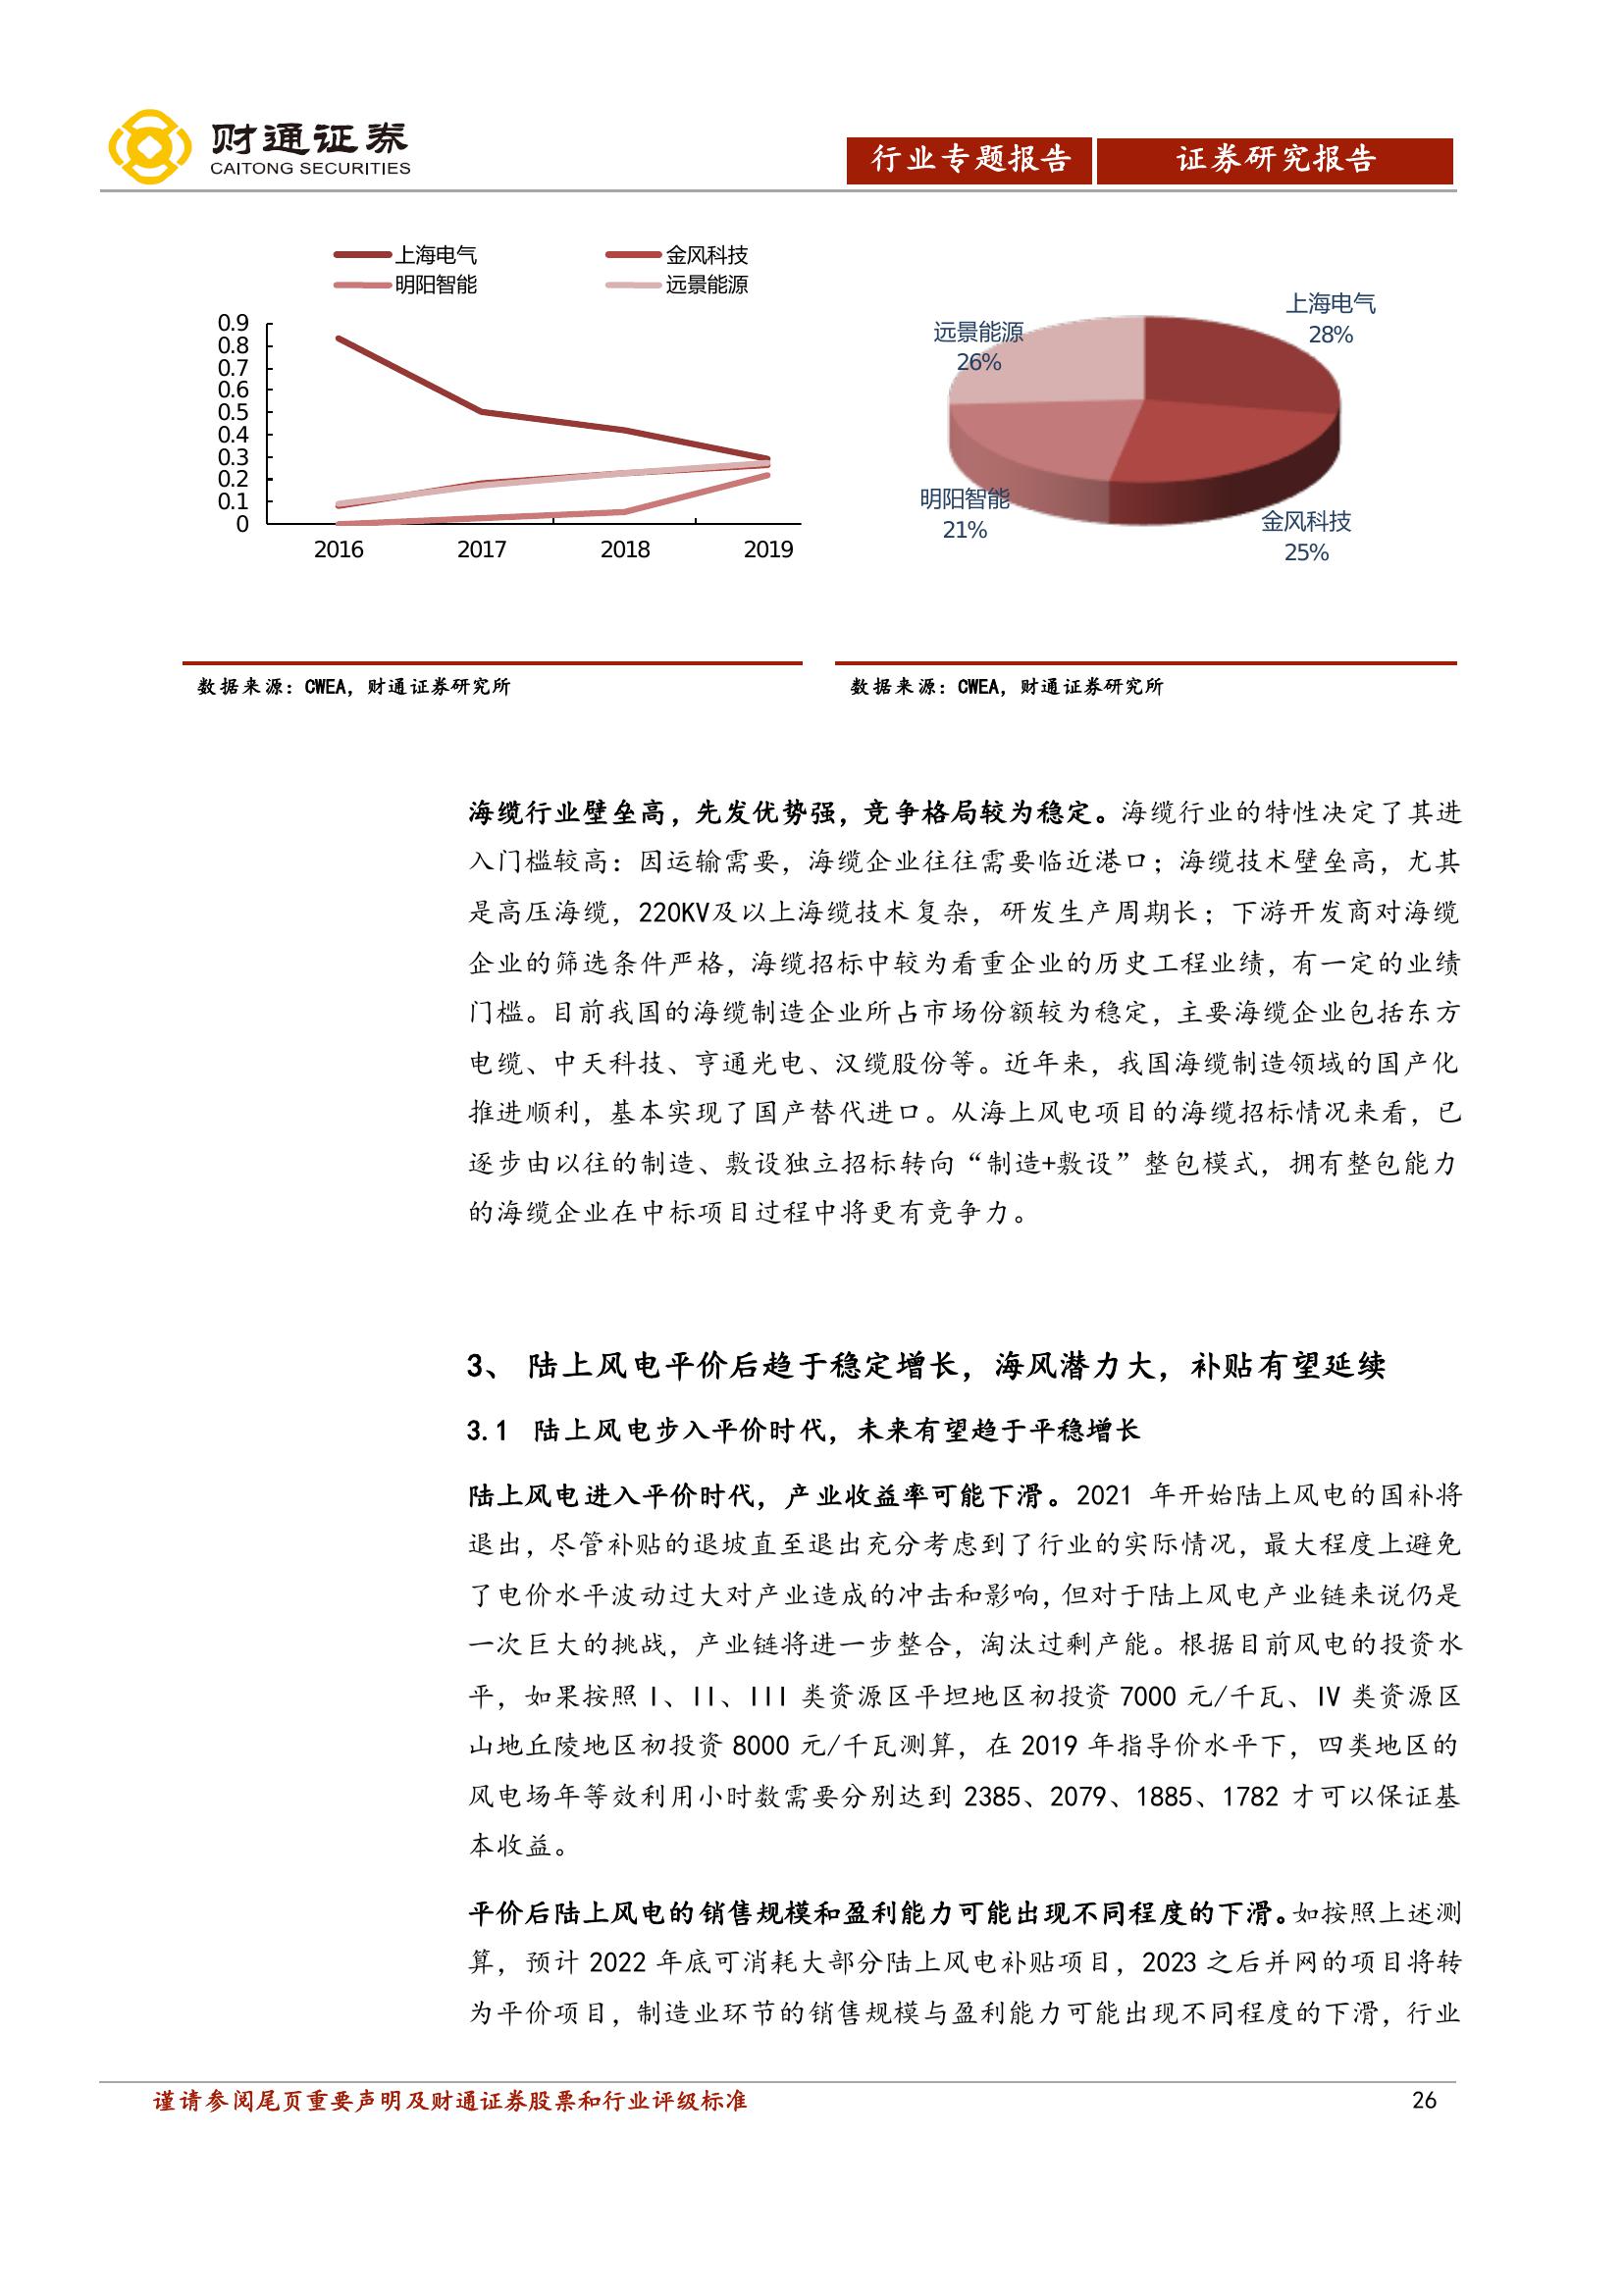 财通证券
CAITONG SECURITIES
行业专题报告
证券研究报告
上海电气
金风科技
明阳智能
远景能源
0.9
0.8
0.7
0.6
0.5
0.4
0.3
0.2
0.1
0
2016
2017
2018
2019
上海电气
28%
远景能源
26%
明阳智能
21%
金风科技
25%
数据来源：CWEA，财通证券研究所
数据来源：CWEA，财通证券研究所
海缆行业壁垒高，先发优势强，竞争格局较为稳定。海缆行业的特性决定了其进
入门槛较高：因运输需要，海缆企业往往需要临近港口；海缆技术壁垒高，尤其
是高压海缆，220KV及以上海缆技术复杂，研发生产周期长；下游开发商对海缆
企业的筛选条件严格，海缆招标中较为看重企业的历史工程业绩，有一定的业绩
门槛。目前我国的海缆制造企业所占市场份额较为稳定，主要海缆企业包括东方
电缆、中天科技、亨通光电、汉缆股份等。近年来，我国海缆制造领域的国产化
推进顺利，基本实现了国产替代进口。从海上风电项目的海缆招标情况来看，已
逐步由以往的制造、敷设独立招标转向“制造+敷设”整包模式，拥有整包能力
的海缆企业在中标项目过程中将更有竞争力。
3、 陆上风电平价后趋于稳定增长，海风潜力大，补贴有望延续
3.1 陆上风电步入平价时代，未来有望趋于平稳增长
陆上风电进入平价时代，产业收益率可能下滑。2021 年开始陆上风电的国补将
退出，尽管补贴的退坡直至退出充分考虑到了行业的实际情况，最大程度上避免
了电价水平波动过大对产业造成的冲击和影响，但对于陆上风电产业链来说仍是
一次巨大的挑战，产业链将进一步整合，淘汰过剩产能。根据目前风电的投资水
平，如果按照 I、II、III 类资源区平坦地区初投资 7000 元/千瓦、IV 类资源区
山地丘陵地区初投资 8000 元/千瓦测算，在 2019 年指导价水平下，四类地区的
风电场年等效利用小时数需要分别达到 2385、2079、1885、1782 才可以保证基
本收益。
平价后陆上风电的销售规模和盈利能力可能出现不同程度的下滑。如按照上述测
算，预计 2022 年底可消耗大部分陆上风电补贴项目，2023 之后并网的项目将转
为平价项目，制造业环节的销售规模与盈利能力可能出现不同程度的下滑，行业
谨请参阅尾页重要声明及财通证券股票和行业评级标准
26